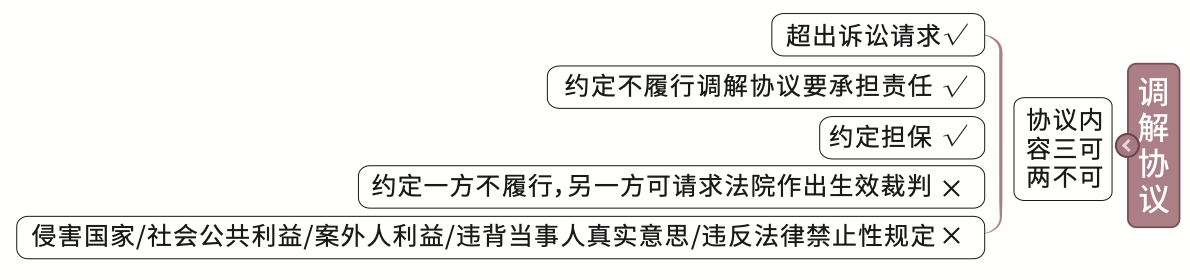 调解协议
协议内
容三可
两不可
超出诉讼请求√
约定不履行调解协议要承担责任 √
约定担保 √
约定一方不履行，另一方可请求法院作出生效裁判 ×
侵害国家/社会公共利益/案外人利益/违背当事人真实意思/违反法律禁止性规定×